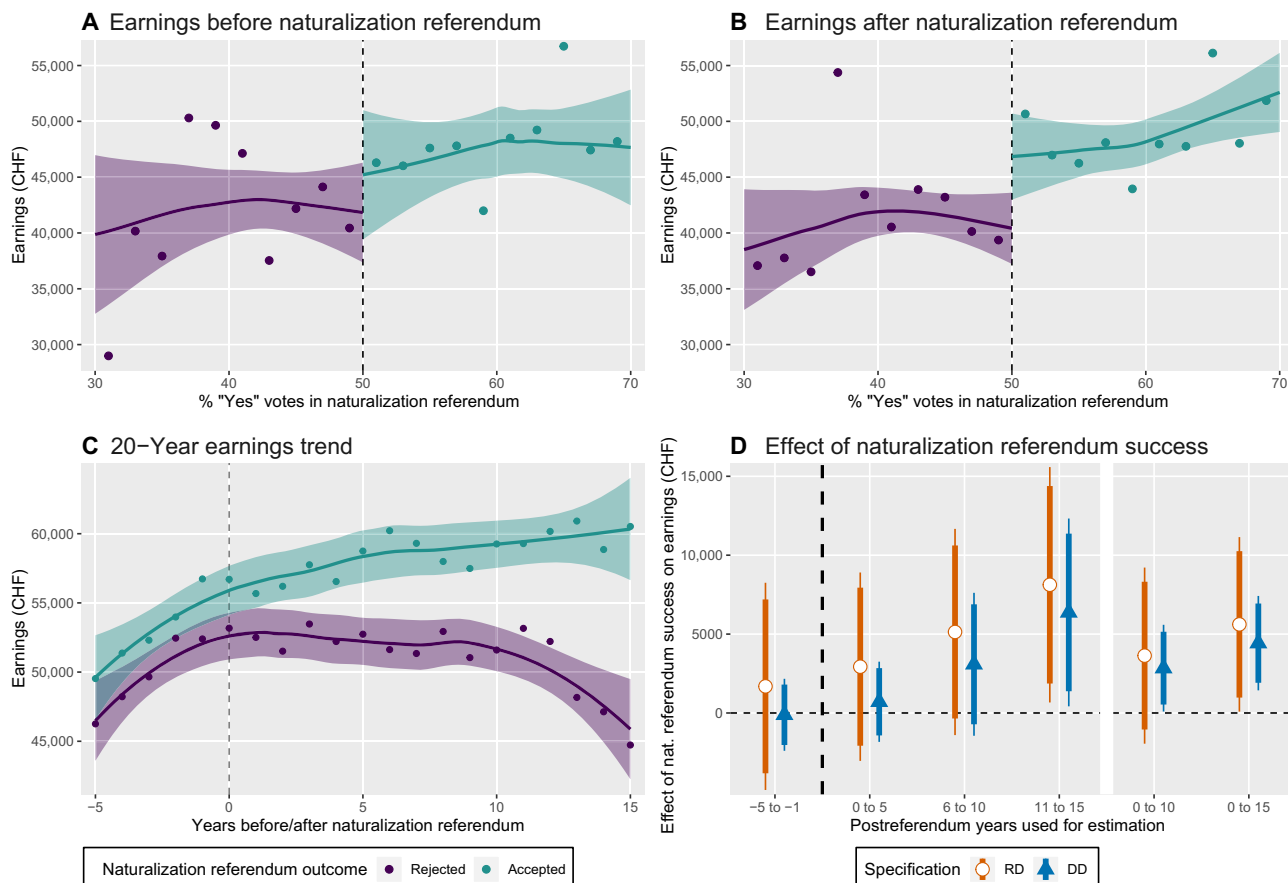 A Earnings before naturalization referendum
Earnings (CHF)
55,000
50,000
45,000
40,000
35,000
30,000
30 40 50 60 70
% "Yes" votes in naturalization referendum
B Earnings after naturalization referendum
Earnings (CHF)
55,000
50,000
45,000
40,000
35,000
30,000
30 40 50 60 70
% "Yes" votes in naturalization referendum
C 20−Year earnings trend
Earnings (CHF)
60,000
55,000
50,000
45,000
−5 0 5 10 15
Years before/after naturalization referendum
Naturalization referendum outcome Rejected Accepted
D Effect of naturalization referendum success
Effect of nat. referendum success on earnings (CHF)
15,000
10,000
5000
0
−5 to −1 0 to 5 6 to 10 11 to 15 0 to 10 0 to 15
Postreferendum years used for estimation
Specification RD DD